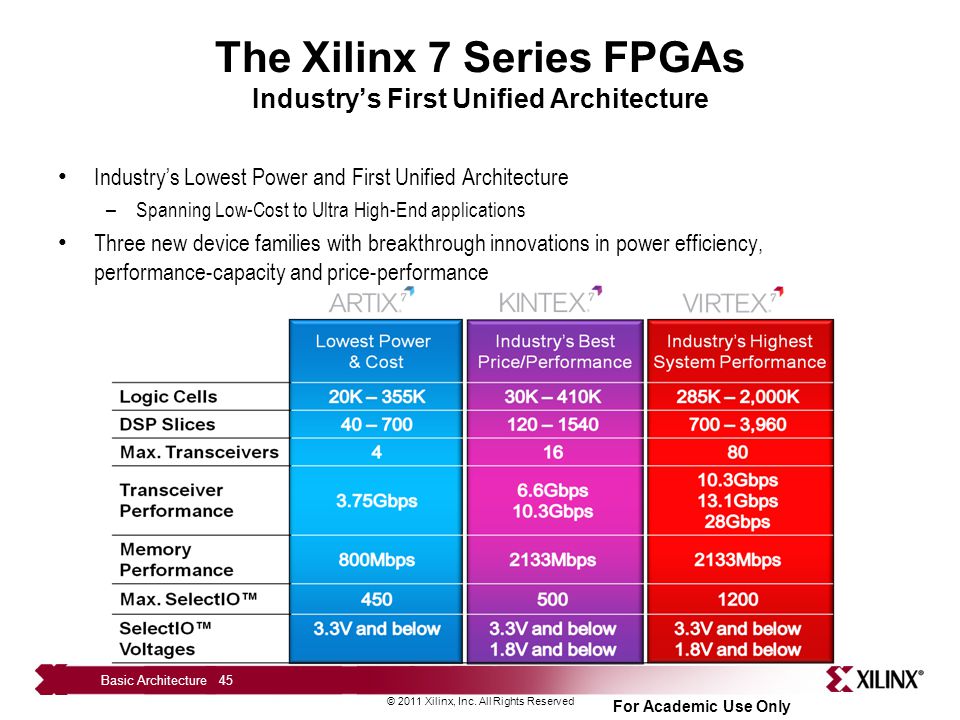 The Xilinx 7 Series FPGAs
Industry's First Unified Architecture
• Industry's Lowest Power and First Unified Architecture
– Spanning Low-Cost to Ultra High-End applications
• Three new device families with breakthrough innovations in power efficiency,
performance-capacity and price-performance
ARTIX.7 KINTEX.7 VIRTEX.7
Lowest Power
& Cost
Industry's Best
Price/Performance
Industry's Highest
System Performance
Logic Cells 20K – 355K 30K – 410K 285K – 2,000K
DSP Slices 40 – 700 120 – 1540 700 – 3,960
Max. Transceivers 4 16 80
Transceiver
Performance
3.75Gbps
6.6Gbps
10.3Gbps
10.3Gbps
13.1Gbps
28Gbps
Memory
Performance
800Mbps 2133Mbps 2133Mbps
Max. SelectIO™ 450 500 1200
SelectIO™
Voltages
3.3V and below
3.3V and below
1.8V and below
3.3V and below
1.8V and below
Basic Architecture 45
XILINX®
© 2011 Xilinx, Inc. All Rights Reserved
For Academic Use Only